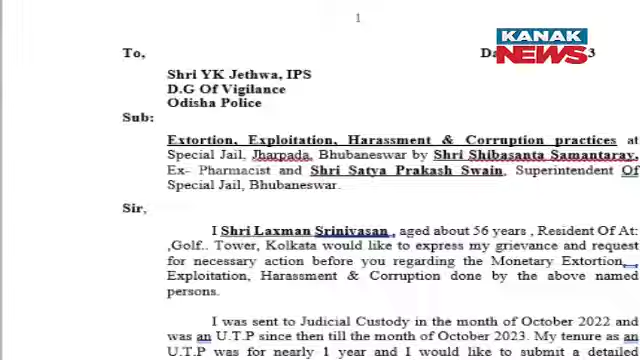 1
KANAK
NEWS
To,
Da 3
Shri YK Jethwa, IPS
D.G Of Vigilance
Odisha Police
Sub:
Extortion, Exploitation, Harassment & Corruption practices at
Special Jail, Jharpada, Bhubaneswar by Shri Shibasanta Samantaray,
Ex- Pharmacist and Shri Satya Prakash Swain, Superintendent Of
Special Jail, Bhubaneswar.
Sir,
I Shri Laxman Srinivasan , aged about 56 years , Resident Of At:
,Golf.. Tower, Kolkata would like to express my grievance and request
for necessary action before you regarding the Monetary Extortion,
Exploitation, Harassment & Corruption done by the above named
persons.
I was sent to Judicial Custody in the month of October 2022 and
was an U.T.P since then till the month of October 2023. My tenure as an
U.T.P was for nearly 1 year and I would like to submit a detailed